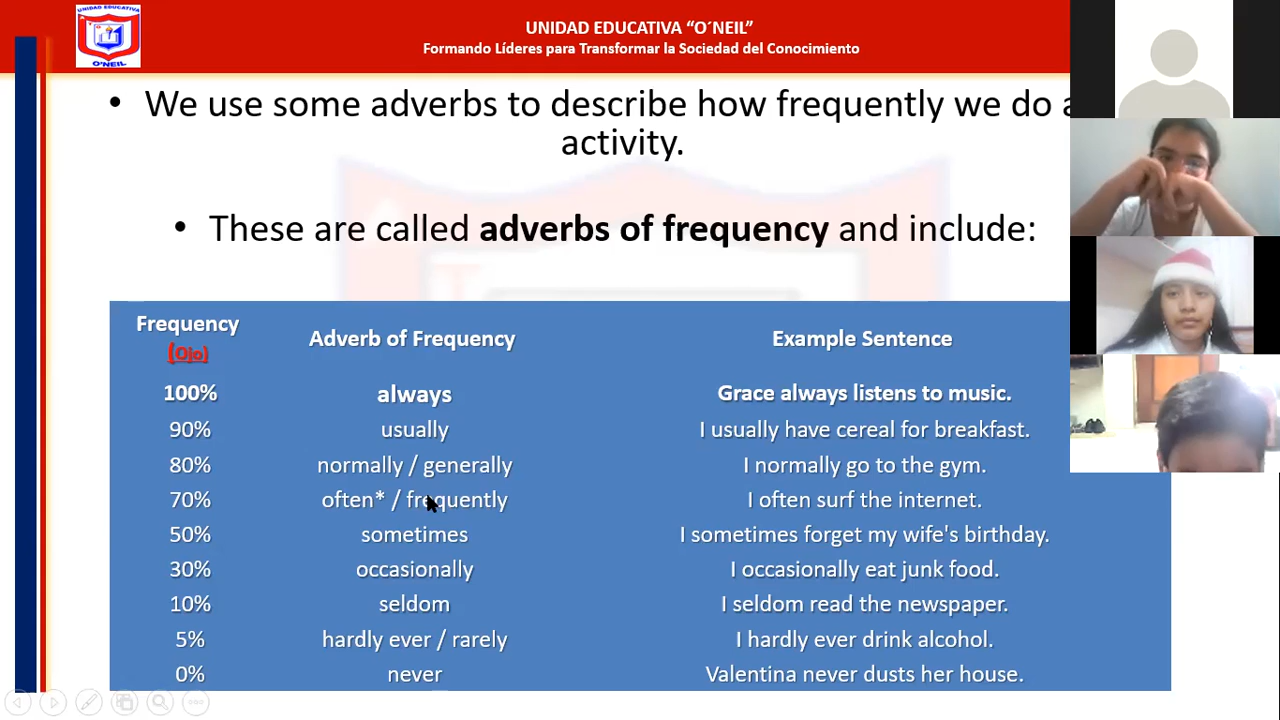 UNIDAD EDUCATIVA
O´NEIL
UNIDAD EDUCATIVA “O´NEIL”
Formando Líderes para Transformar la Sociedad del Conocimiento
• We use some adverbs to describe how frequently we do
activity.
• These are called adverbs of frequency and include:
Frequency (Ojo) Adverb of Frequency Example Sentence
100% always Grace always listens to music.
90% usually I usually have cereal for breakfast.
80% normally / generally I normally go to the gym.
70% often* / frequently I often surf the internet.
50% sometimes I sometimes forget my wife's birthday.
30% occasionally I occasionally eat junk food.
10% seldom I seldom read the newspaper.
5% hardly ever / rarely I hardly ever drink alcohol.
0% never Valentina never dusts her house.